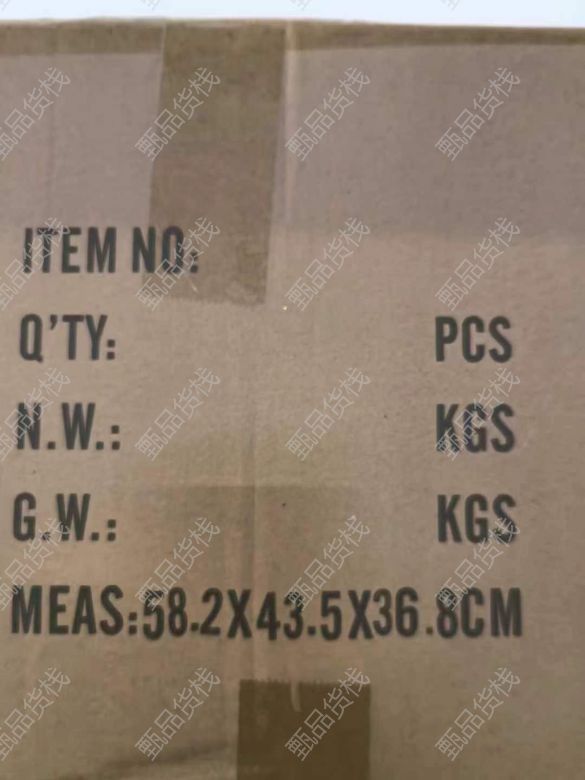 ITEM NO:
Q'TY: PCS
N.W.: KGS
G.W.: KGS
MEAS:58.2X43.5X36.8CM
甄品货栈